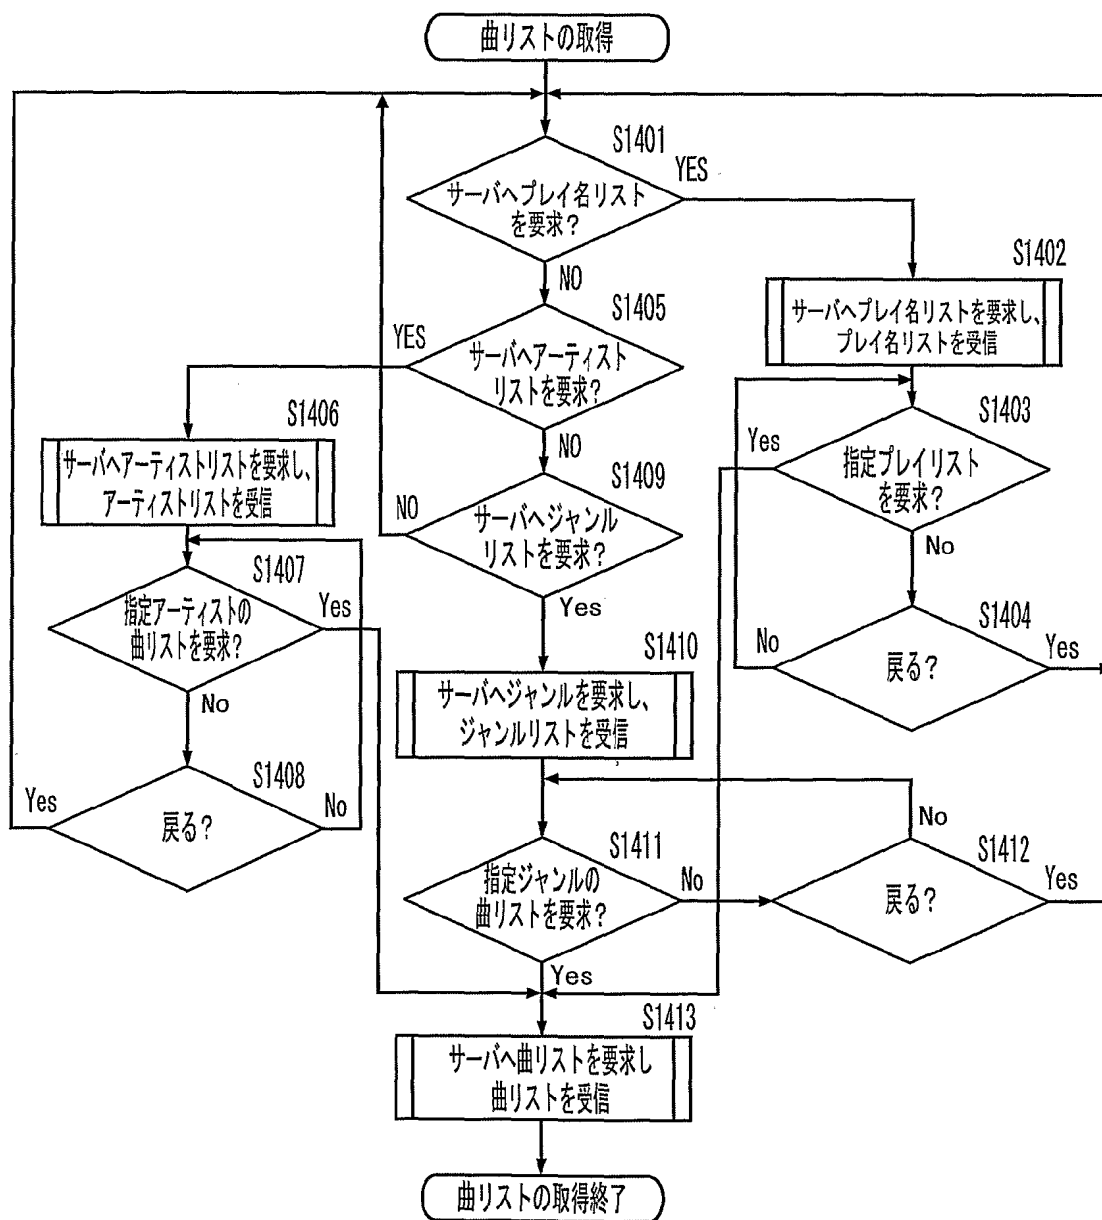 曲リストの取得
S1401
サーバへプレイ名リスト
を要求?
YES
NO
S1402
サーバへプレイ名リストを要求し、
プレイ名リストを受信
S1405
サーバへアーティスト
リストを要求?
YES
NO
S1403
指定プレイリスト
を要求?
Yes
No
S1406
サーバへアーティストリストを要求し、
アーティストリストを受信
S1409
サーバへジャンル
リストを要求?
NO
Yes
S1407
指定アーティストの
曲リストを要求?
Yes
No
S1404
戻る?
No
Yes
S1410
サーバへジャンルを要求し、
ジャンルリストを受信
S1408
戻る?
Yes
No
S1411
指定ジャンルの
曲リストを要求?
No
Yes
S1412
戻る?
No
Yes
S1413
サーバへ曲リストを要求し
曲リストを受信
曲リストの取得終了